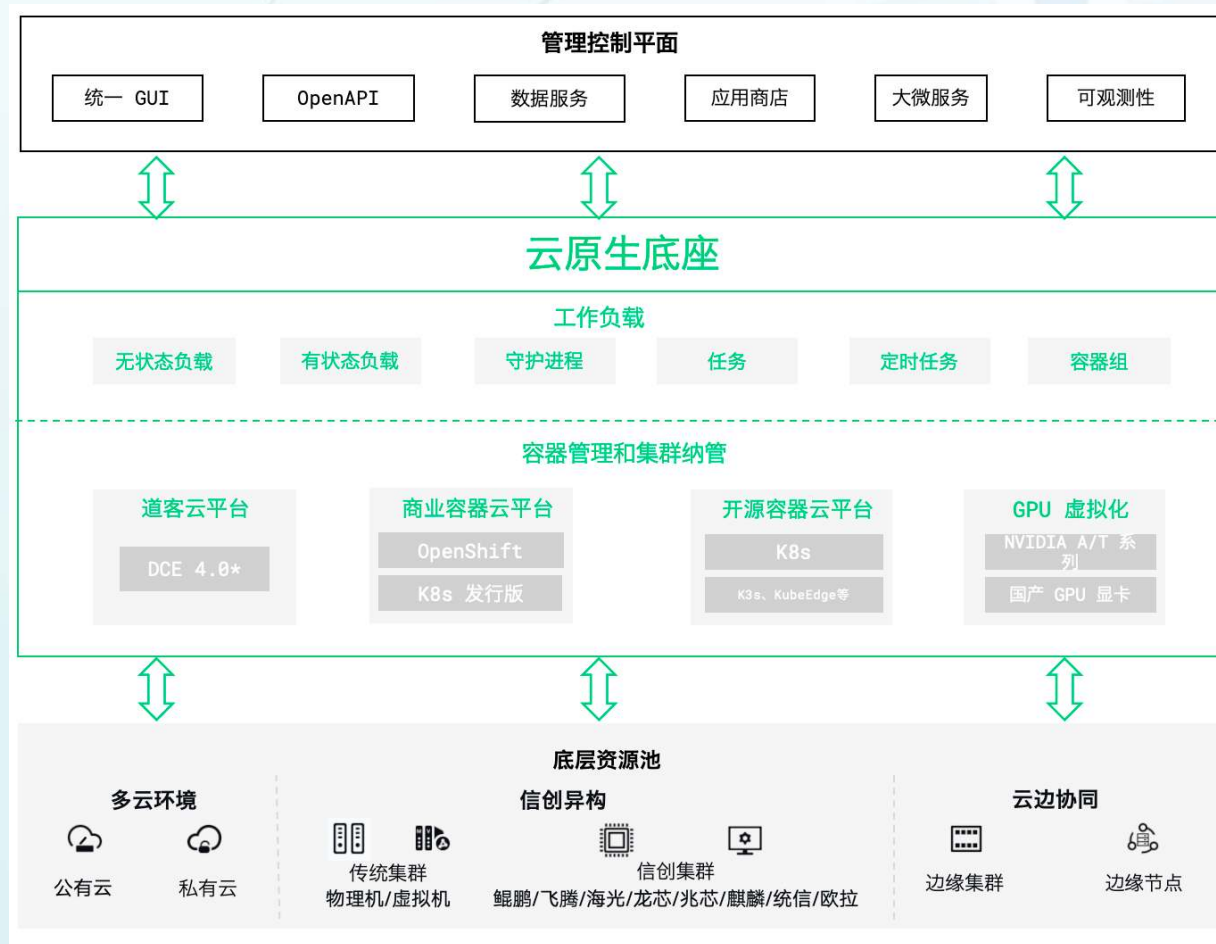 管理控制平面
统一 GUI
OpenAPI
数据服务
应用商店
大微服务
可观测性
云原生底座
工作负载
无状态负载
有状态负载
守护进程
任务
定时任务
容器组
容器管理和集群纳管
道客云平台
DCE 4.0*
商业容器云平台
OpenShift
K8s 发行版
开源容器云平台
K8s
K3s、KubeEdge等
GPU 虚拟化
NVIDIA A/T 系
列
国产 GPU 显卡
底层资源池
多云环境
公有云
私有云
信创异构
传统集群
物理机/虚拟机
信创集群
鲲鹏/飞腾/海光/龙芯/兆芯/麒麟/统信/欧拉
云边协同
边缘集群
边缘节点